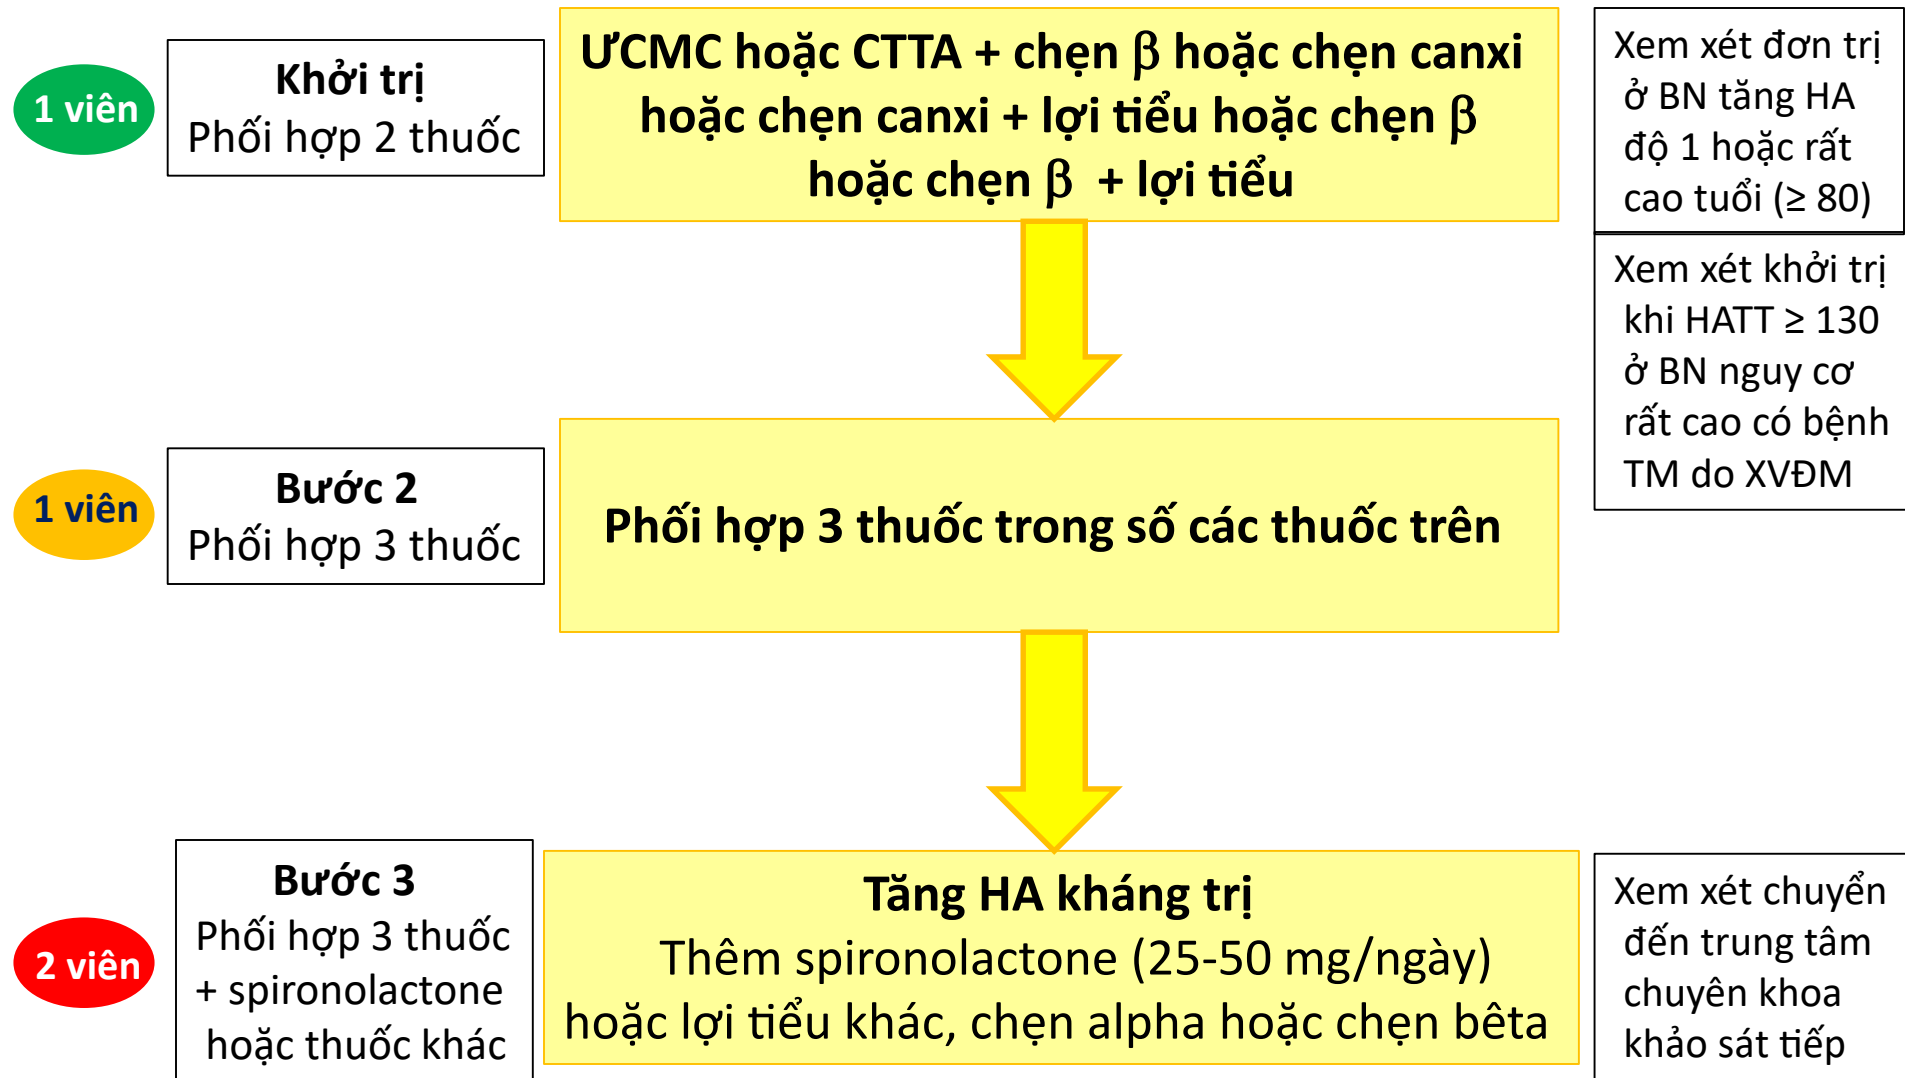 1 viên
Khởi trị
Phối hợp 2 thuốc
ƯCMC hoặc CTTA + chẹn β hoặc chẹn canxi
hoặc chẹn canxi + lợi tiểu hoặc chẹn β
hoặc chẹn β + lợi tiểu
Xem xét đơn trị
ở BN tăng HA
độ 1 hoặc rất
cao tuổi (≥ 80)
Xem xét khởi trị
khi HATT ≥ 130
ở BN nguy cơ
rất cao có bệnh
TM do XVĐM
1 viên
Bước 2
Phối hợp 3 thuốc
Phối hợp 3 thuốc trong số các thuốc trên
2 viên
Bước 3
Phối hợp 3 thuốc
+ spironolactone
hoặc thuốc khác
Tăng HA kháng trị
Thêm spironolactone (25-50 mg/ngày)
hoặc lợi tiểu khác, chẹn alpha hoặc chẹn bêta
Xem xét chuyển
đến trung tâm
chuyên khoa
khảo sát tiếp